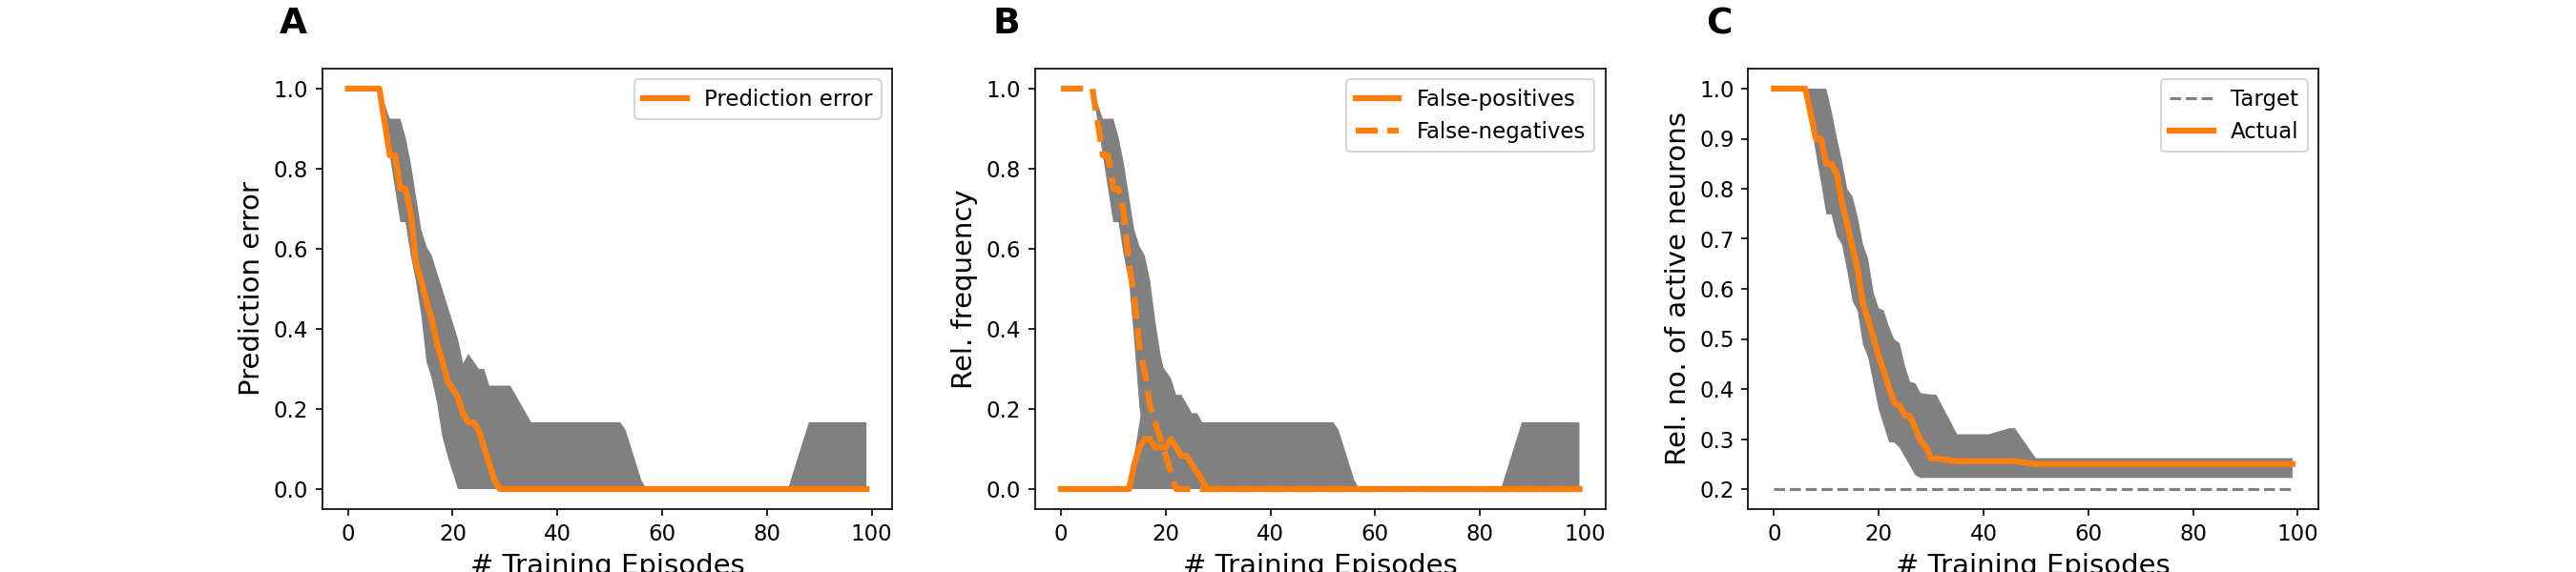 A
Prediction error
1.0
0.8
0.6
0.4
0.2
0.0
Prediction error
0 20 40 60 80 100
# Training Episodes
B
Rel. frequency
1.0
0.8
0.6
0.4
0.2
0.0
False-positives
False-negatives
0 20 40 60 80 100
# Training Episodes
C
Rel. no. of active neurons
1.0
0.9
0.8
0.7
0.6
0.5
0.4
0.3
0.2
Target
Actual
0 20 40 60 80 100
# Training Episodes